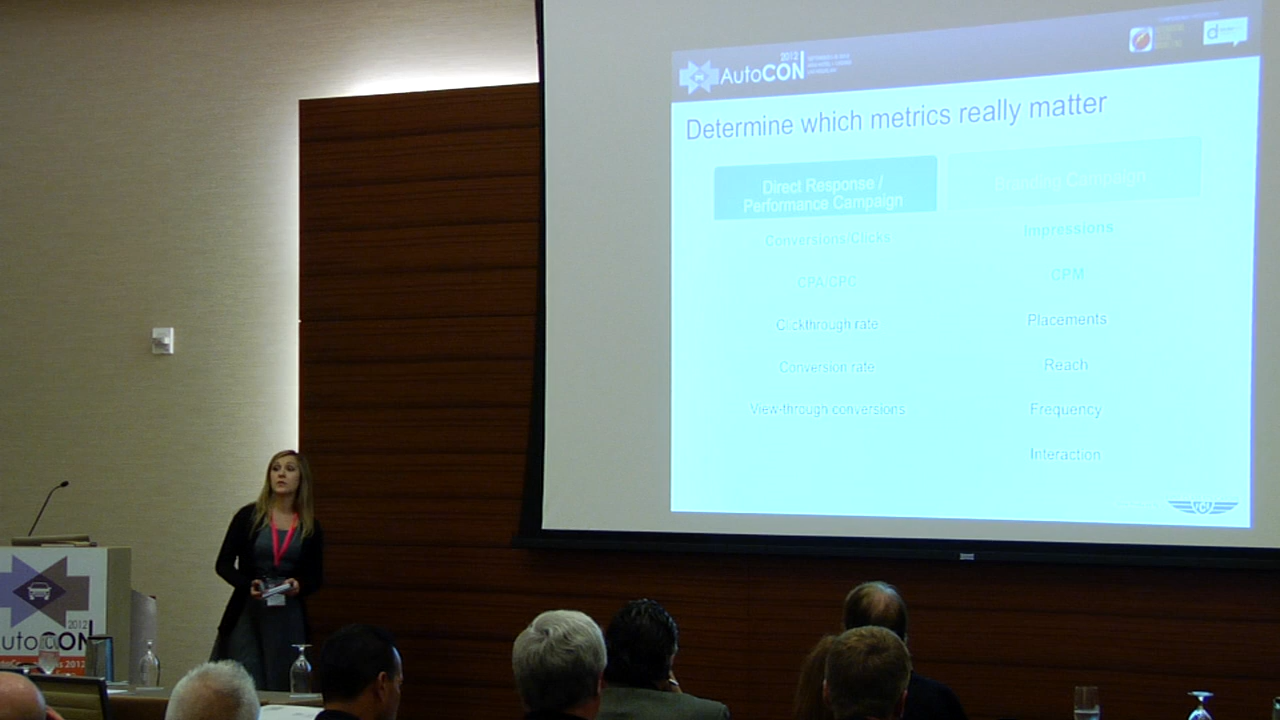 2012
AutoCON
Determine which metrics really matter
Direct Response /
Performance Campaign
Branding Campaign
Conversions/Clicks
Impressions
CPA/CPC
CPM
Clickthrough rate
Placements
Conversion rate
Reach
View-through conversions
Frequency
Interaction
2012
utoCON